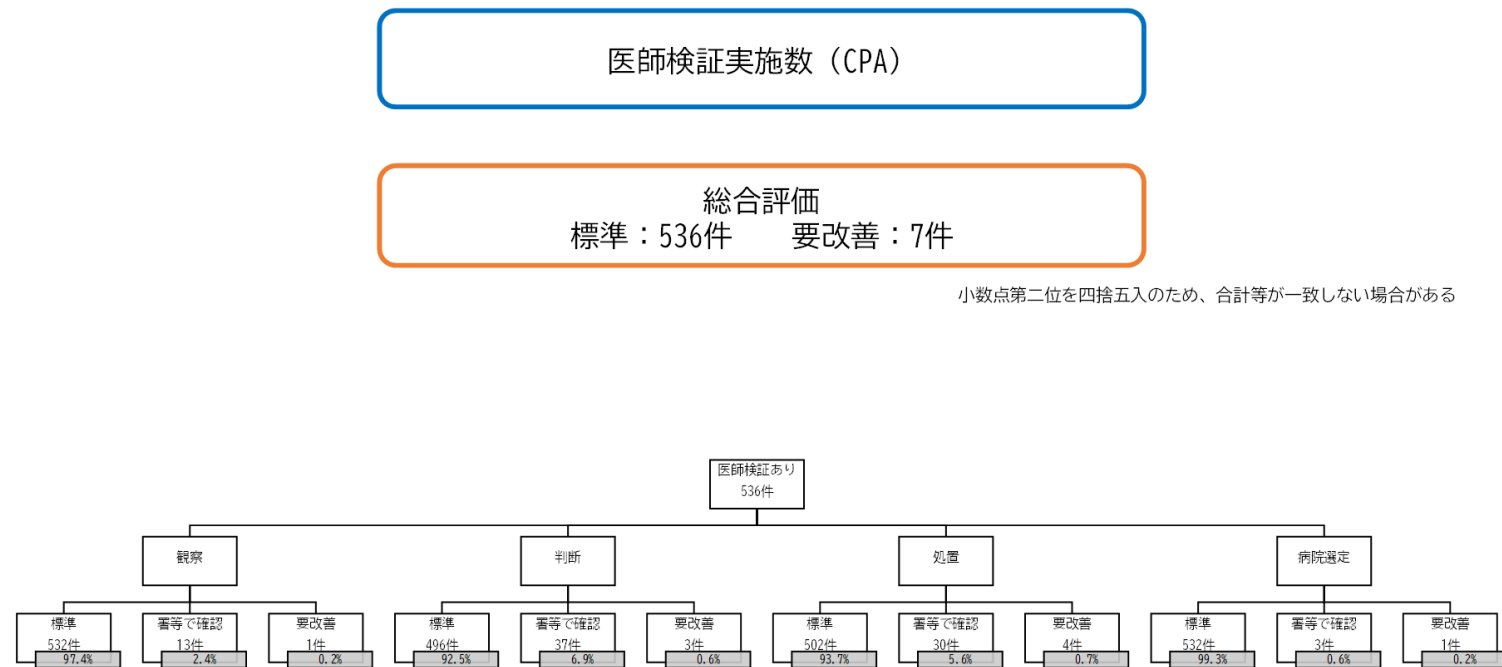 医師検証実施数（CPA）
総合評価
標準：536件　　要改善：7件
小数点第二位を四捨五入のため、合計等が一致しない場合がある
医師検証あり
536件
観察
判断
処置
病院選定
標準
532件
97.4%
署等で確認
13件
2.4%
要改善
1件
0.2%
標準
496件
92.5%
署等で確認
37件
6.9%
要改善
3件
0.6%
標準
502件
93.7%
署等で確認
30件
5.6%
要改善
4件
0.7%
標準
532件
99.3%
署等で確認
3件
0.6%
要改善
1件
0.2%